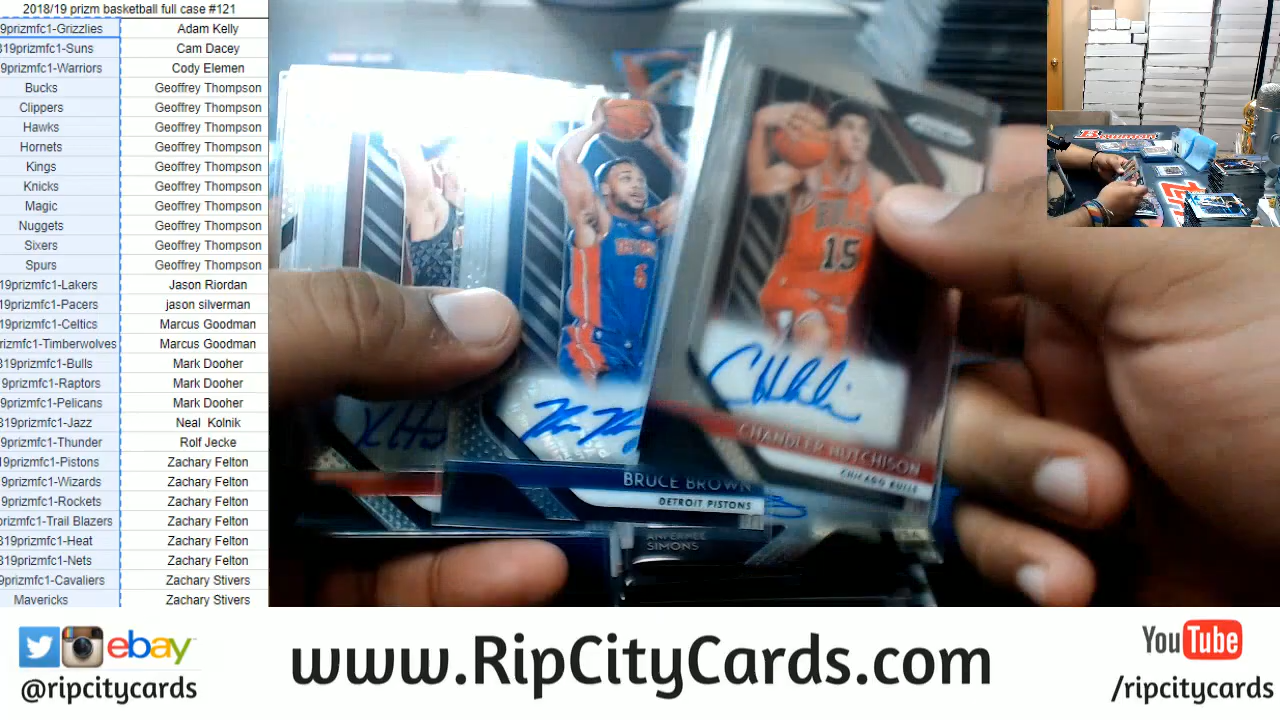 2018/19 prizm basketball full case #121
9prizmfc1-Grizzlies Adam Kelly
319prizmfc1-Suns Cam Dacey
9prizmfc1-Warriors Cody Elemen
Bucks Geoffrey Thompson
Clippers Geoffrey Thompson
Hawks Geoffrey Thompson
Hornets Geoffrey Thompson
Kings Geoffrey Thompson
Knicks Geoffrey Thompson
Magic Geoffrey Thompson
Nuggets Geoffrey Thompson
Sixers Geoffrey Thompson
Spurs Geoffrey Thompson
19prizmfc1-Lakers Jason Riordan
19prizmfc1-Pacers jason silverman
19prizmfc1-Celtics Marcus Goodman
rizmfc1-Timberwolves Marcus Goodman
319prizmfc1-Bulls Mark Dooher
9prizmfc1-Raptors Mark Dooher
9prizmfc1-Pelicans Mark Dooher
319prizmfc1-Jazz Neal Kolnik
19prizmfc1-Thunder Rolf Jecke
19prizmfc1-Pistons Zachary Felton
9prizmfc1-Wizards Zachary Felton
9prizmfc1-Rockets Zachary Felton
rizmfc1-Trail Blazers Zachary Felton
319prizmfc1-Heat Zachary Felton
319prizmfc1-Nets Zachary Felton
9prizmfc1-Cavaliers Zachary Stivers
Mavericks Zachary Stivers
BULLS
15
CHANDLER HUTCHISON
CHICAGO BULLS
BRUCE BROWN
DETROIT PISTONS
ANFERNEE
SIMONS
ebay
@ripcitycards
www.RipCityCards.com
YouTube
/ripcitycards